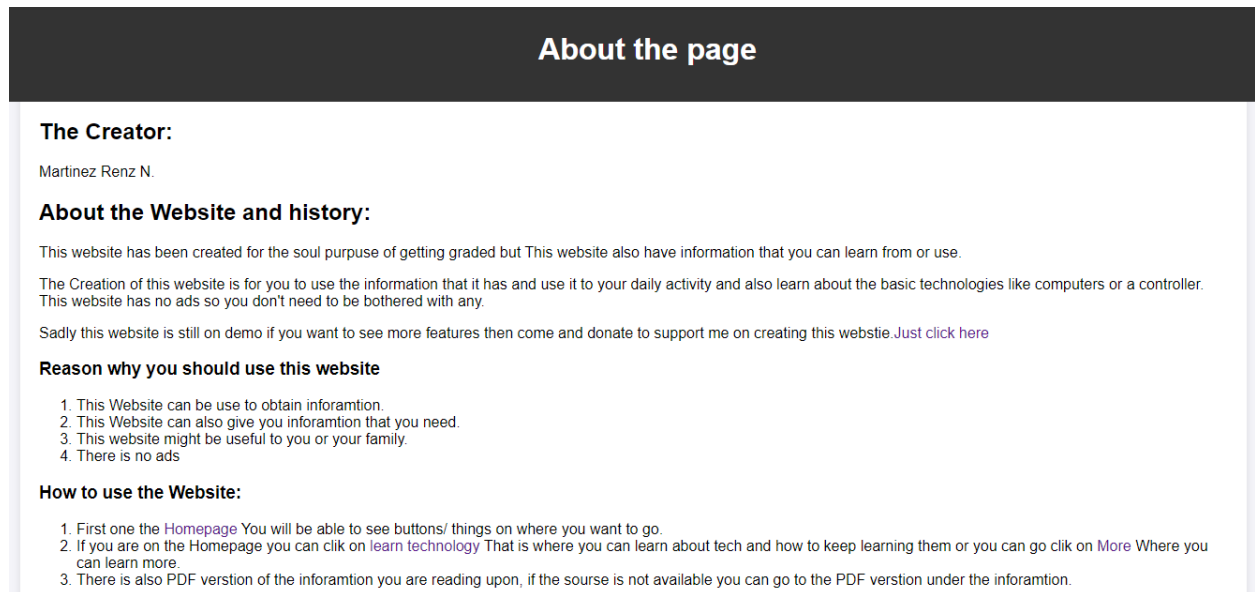 About the page
The Creator:
Martinez Renz N.
About the Website and history:
This website has been created for the soul purpuse of getting graded but This website also have information that you can learn from or use.
The Creation of this website is for you to use the information that it has and use it to your daily activity and also learn about the basic technologies like computers or a controller.
This website has no ads so you don't need to be bothered with any.
Sadly this website is still on demo if you want to see more features then come and donate to support me on creating this webstie.Just click here
Reason why you should use this website
1. This Website can be use to obtain inforamtion.
2. This Website can also give you inforamtion that you need.
3. This website might be useful to you or your family.
4. There is no ads
How to use the Website:
1. First one the Homepage You will be able to see buttons/ things on where you want to go.
2. If you are on the Homepage you can clik on learn technology That is where you can learn about tech and how to keep learning them or you can go clik on More Where you
can learn more.
3. There is also PDF verstion of the inforamtion you are reading upon, if the sourse is not available you can go to the PDF verstion under the inforamtion.